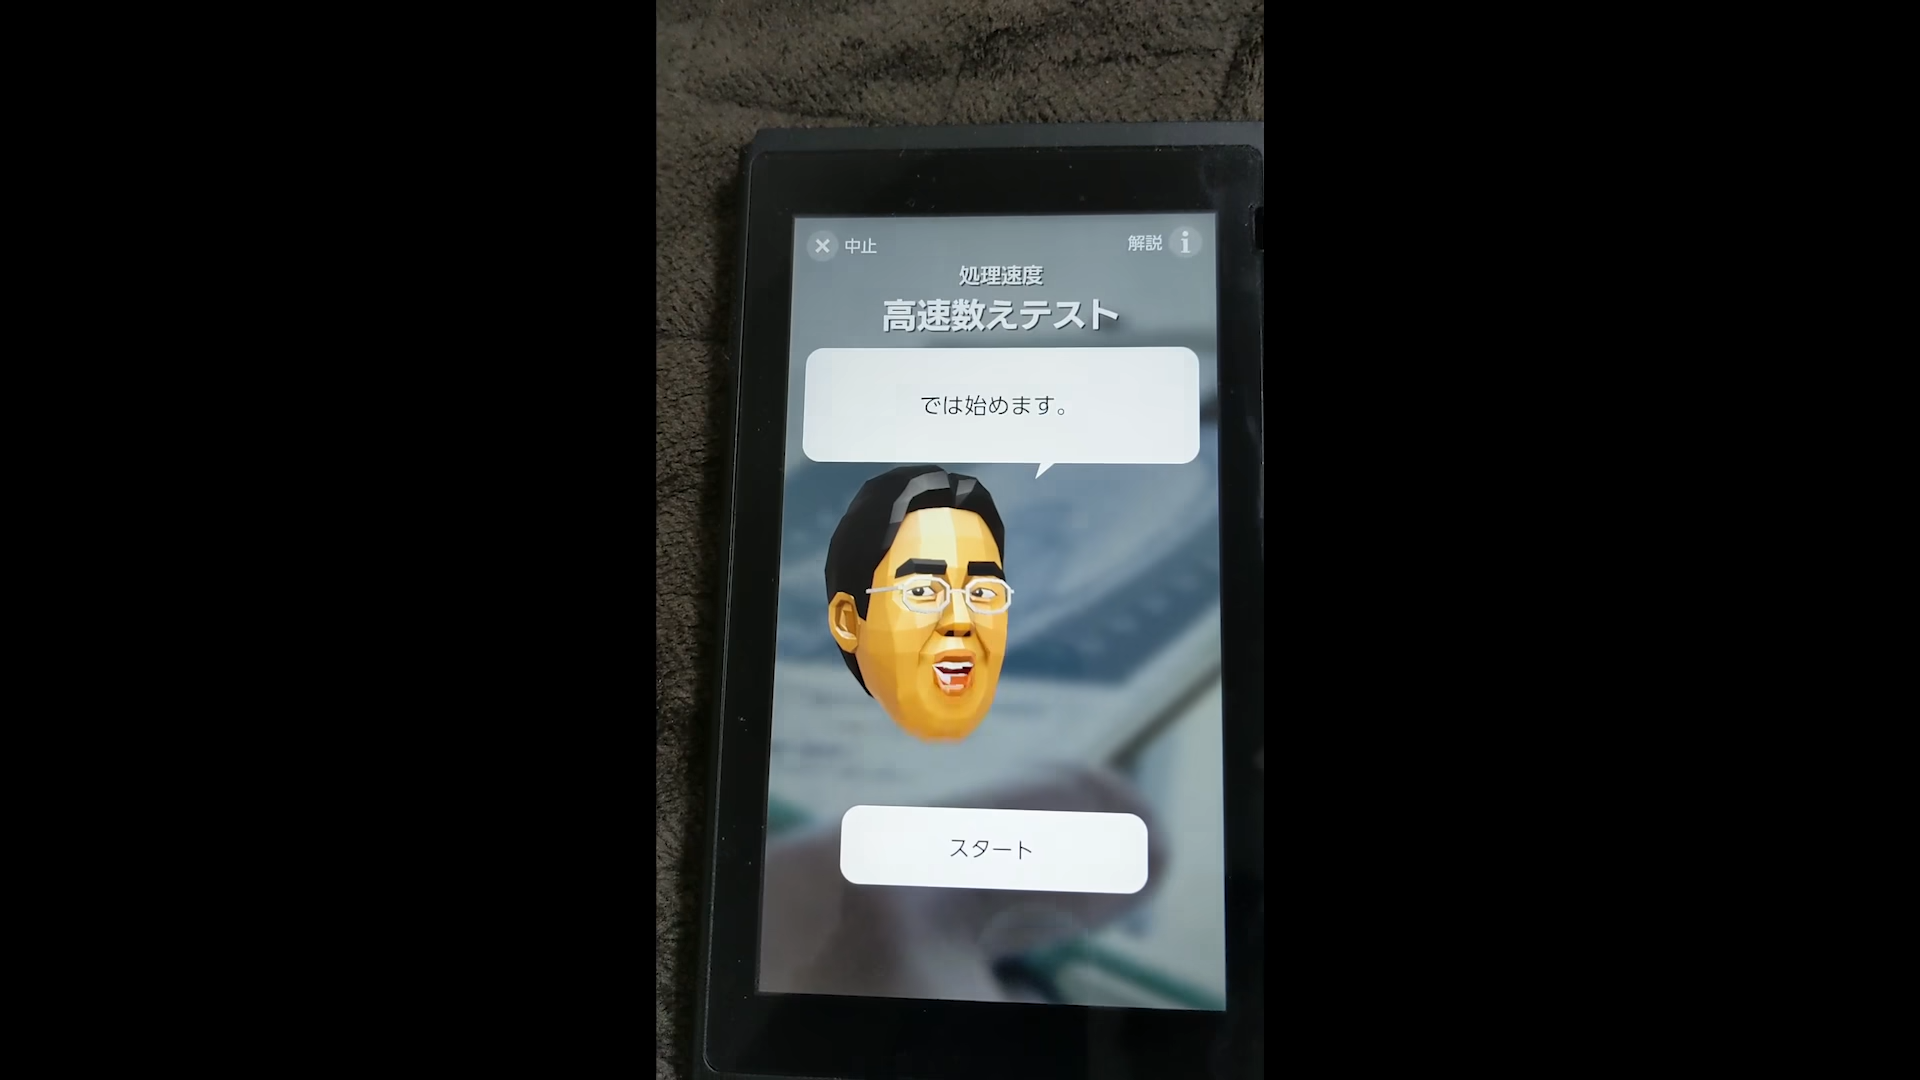 中止
解説
処理速度
高速数えテスト
では始めます。
スタート